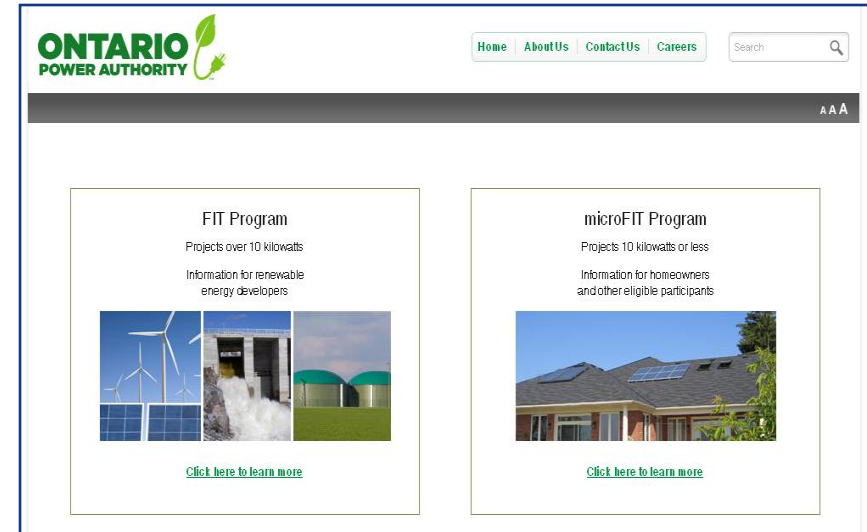 ONTARIO
POWER AUTHORITY
Home About Us Contact Us Careers
Search
A A A
FIT Program
Projects over 10 kilowatts
Information for renewable
energy developers
Click here to learn more
microFIT Program
Projects 10 kilowatts or less
Information for homeowners
and other eligible participants
Click here to learn more